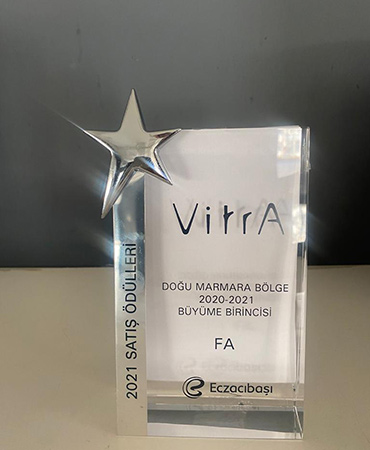 VitrA
DOĞU MARMARA BÖLGE
2020-2021
BÜYÜME BİRİNCİSİ
FA
Eczacıbaşı
2021 SATIŞ ÖDÜLLERİ